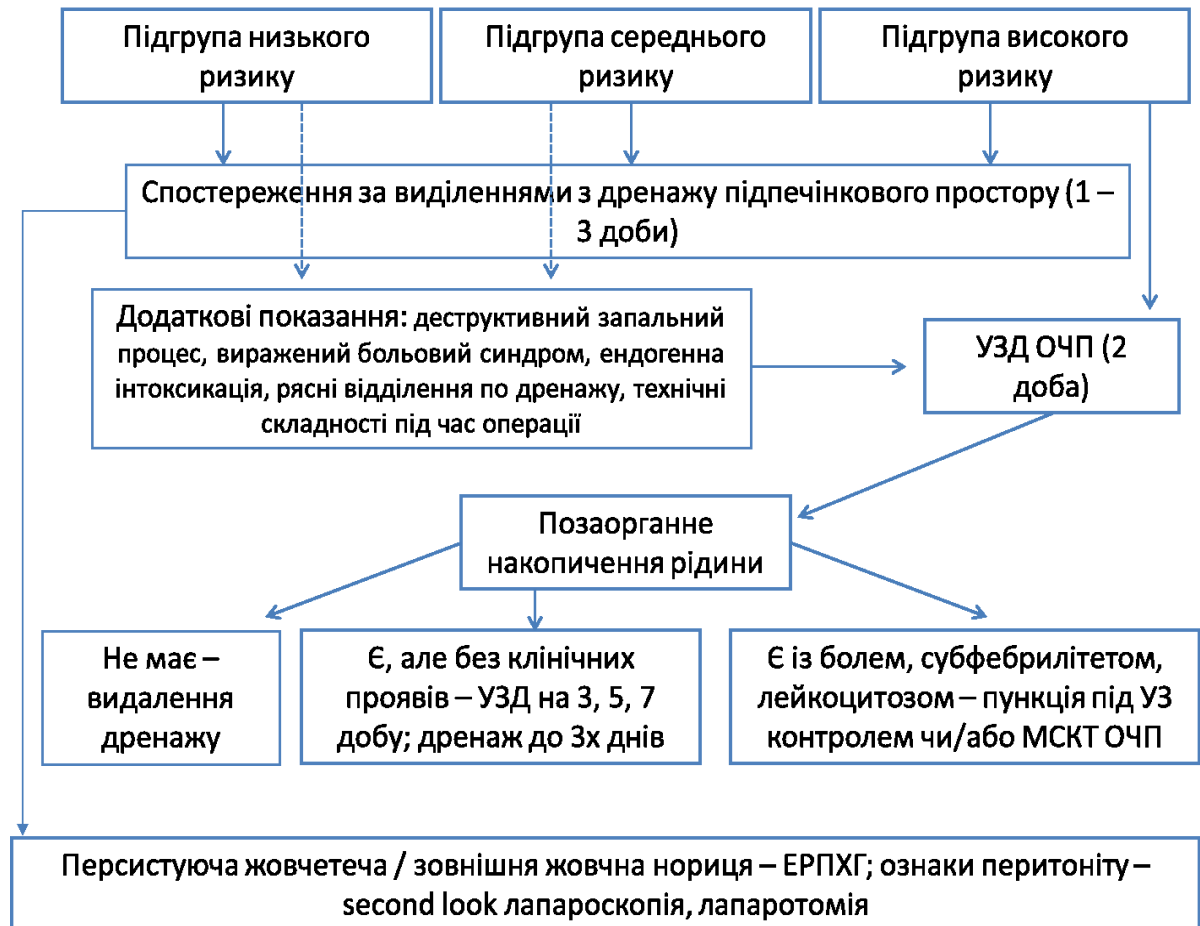 Підгрупа низького
ризику
Підгрупа середнього
ризику
Підгрупа високого
ризику
Спостереження за виділеннями з дренажу підпечінкового простору (1 –
3 доби)
Додаткові показання: деструктивний запальний
процес, виражений больовий синдром, ендогенна
інтоксикація, рясні відділення по дренажу, технічні
складності під час операції
УЗД ОЧП (2
доба)
Позаорганне
накопичення рідини
Не має –
видалення
дренажу
Є, але без клінічних
проявів – УЗД на 3, 5, 7
добу; дренаж до 3х днів
Є із болем, субфебрилітетом,
лейкоцитозом – пункція під УЗ
контролем чи/або МСКТ ОЧП
Персистуюча жовчетеча / зовнішня жовчна нориця – ЕРПХГ; ознаки перитоніту –
second look лапароскопія, лапаротомія